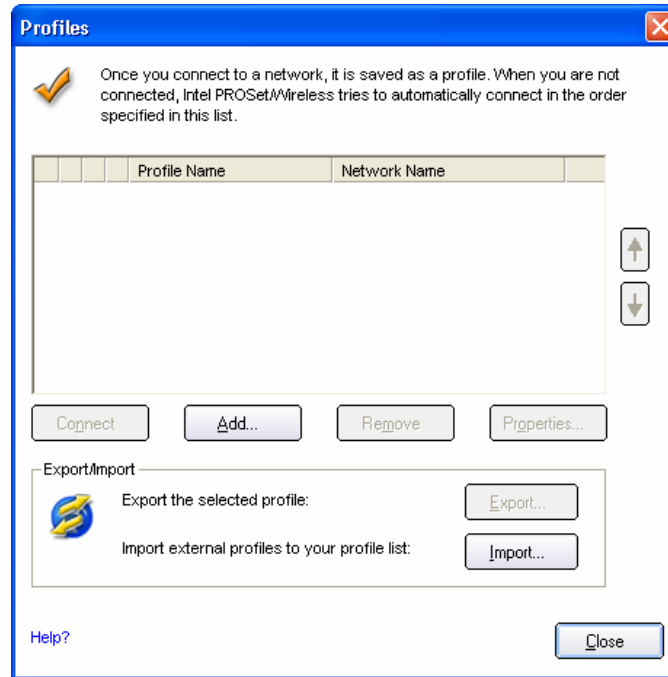 Profiles
Once you connect to a network, it is saved as a profile. When you are not
connected, Intel PROSet/Wireless tries to automatically connect in the order
specified in this list.
Profile Name Network Name
Connect Add... Remove Properties...
Export/Import
Export the selected profile: Export...
Import external profiles to your profile list: Import...
Help? Close